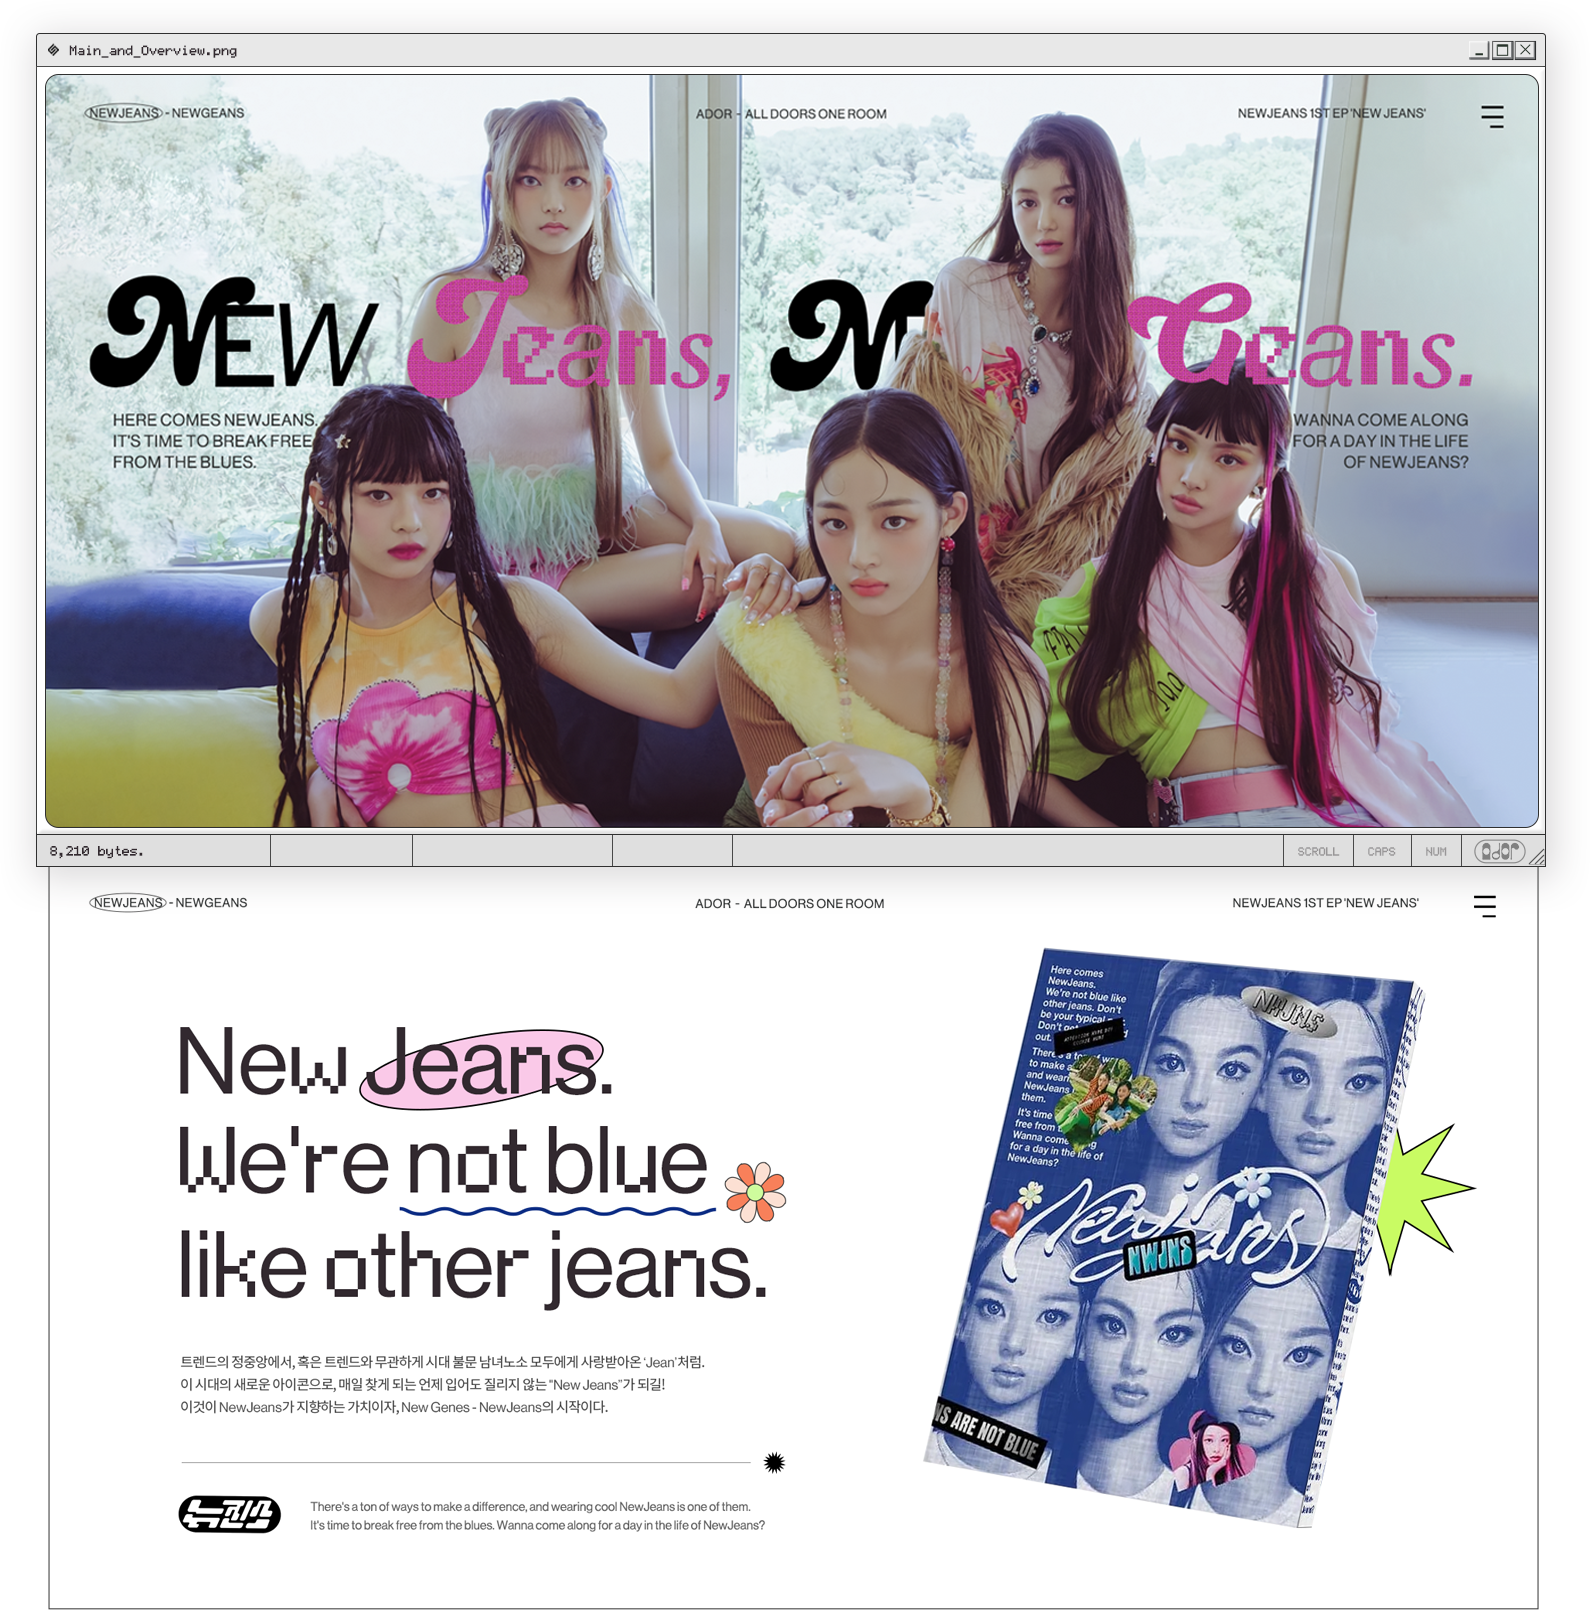 Main_and_Overview.png
NEWJEANS - NEWGEANS
ADOR - ALL DOORS ONE ROOM
NEWJEANS 1ST EP 'NEW JEANS'
NEW Jeans, N Geans.
HERE COMES NEWJEANS.
IT'S TIME TO BREAK FREE
FROM THE BLUES.
WANNA COME ALONG
FOR A DAY IN THE LIFE
OF NEWJEANS?
8,210 bytes.
SCROLL
CAPS
NUM
ador
NEWJEANS - NEWGEANS
ADOR - ALL DOORS ONE ROOM
NEWJEANS 1ST EP 'NEW JEANS'
New Jeans.
We're not blue
like other jeans.
트렌드의 정중앙에서, 혹은 트렌드와 무관하게 시대 불문 남녀노소 모두에게 사랑받아온 'Jean'처럼.
이 시대의 새로운 아이콘으로, 매일 찾게 되는 언제 입어도 질리지 않는 "New Jeans"가 되길!
이것이 NewJeans가 지향하는 가치이자, New Genes - NewJeans의 시작이다.
뉴진스
There's a ton of ways to make a difference, and wearing cool NewJeans is one of them.
It's time to break free from the blues. Wanna come along for a day in the life of NewJeans?
Here comes
NewJeans.
We're not blue like
other jeans. Don't
be your typical
Don't
out.
There's a ton of
to make a
and
NewJeans
them.
It's time
free from
Wanna come
for a day in the life of
NewJeans?
NWJNS
NewJeans
NWJNS
NS ARE NOT BLUE